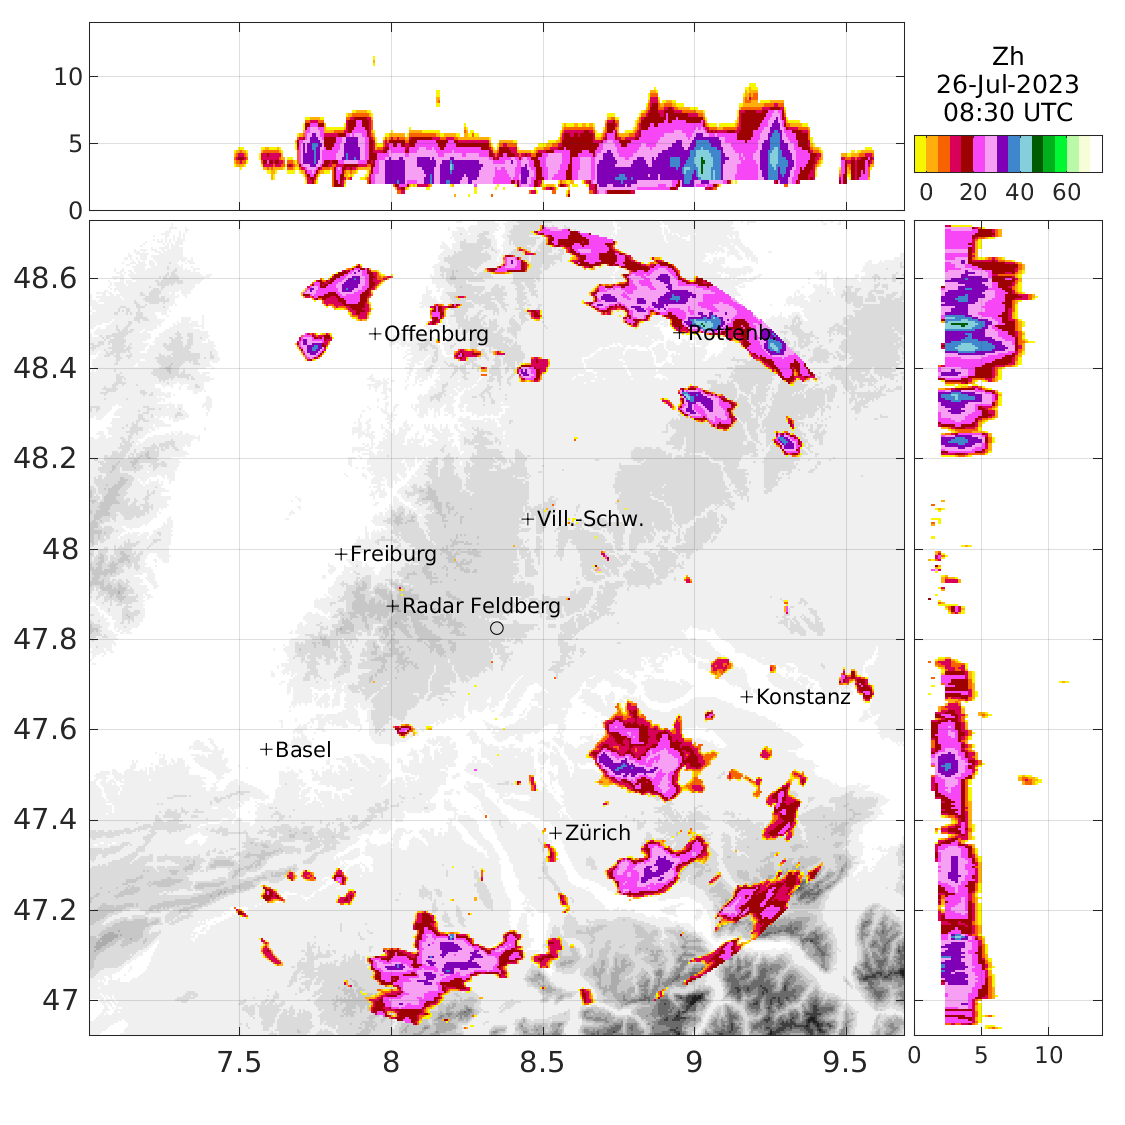 10
5
0
Zh
26-Jul-2023
08:30 UTC
0 20 40 60
48.6
48.4
48.2
48
47.8
47.6
47.4
47.2
47
+Offenburg
+Rottenb.
+Vill.-Schw.
+Freiburg
+Radar Feldberg
+Konstanz
+Basel
+Zürich
7.5 8 8.5 9 9.5
0 5 10